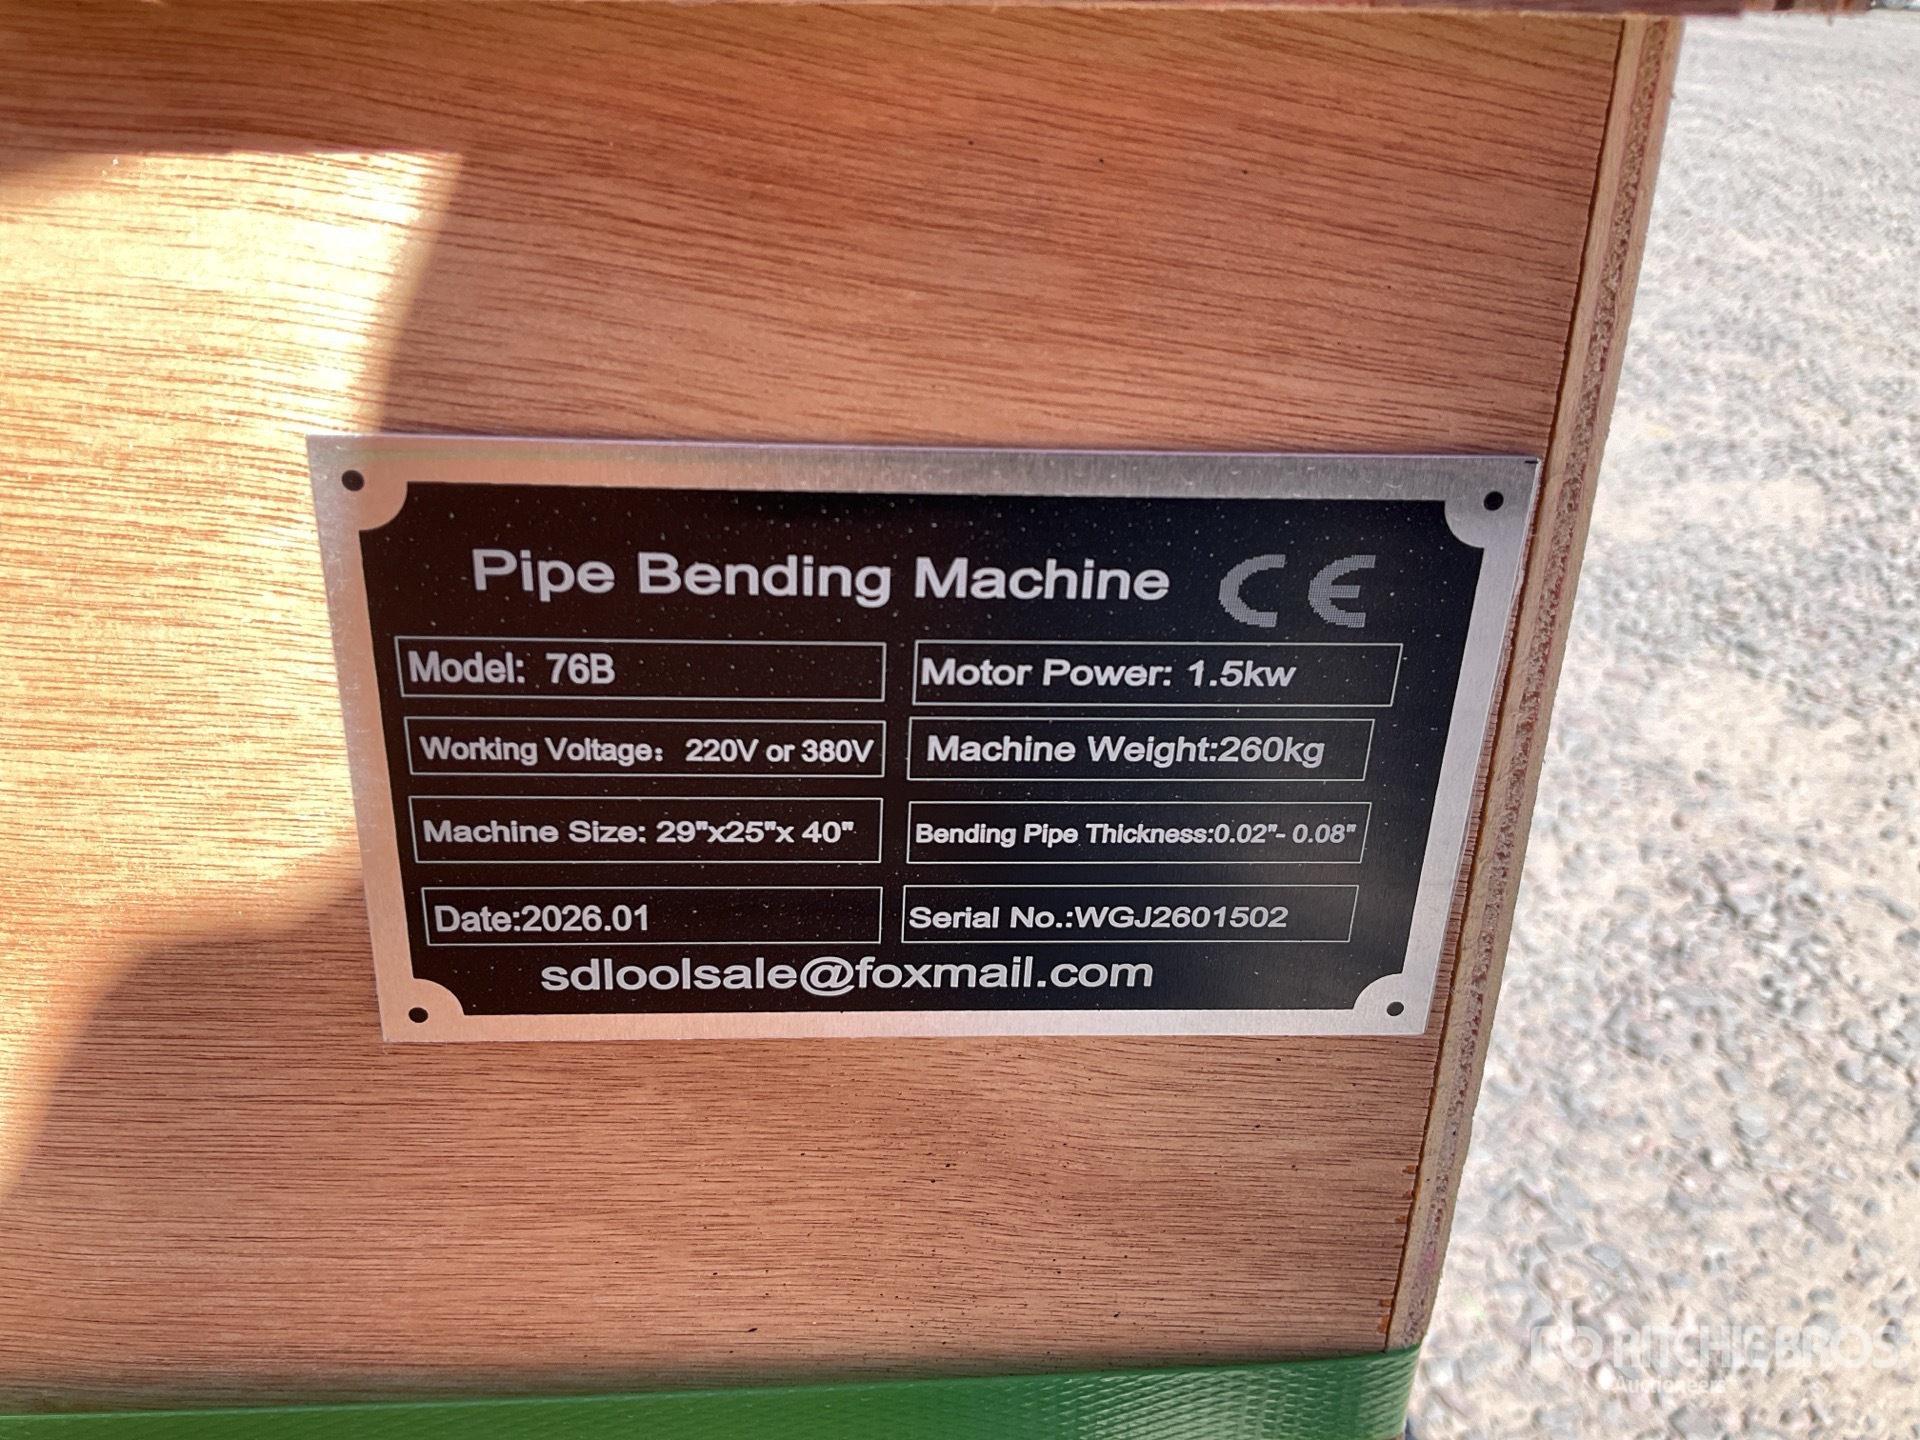 Pipe Bending Machine CE
Model: 76B
Motor Power: 1.5kw
Working Voltage: 220V or 380V
Machine Weight:260kg
Machine Size: 29"x25"x 40"
Bending Pipe Thickness:0.02"- 0.08"
Date:2026.01
Serial No.:WGJ2601502
sdloolsale@foxmail.com
RITCHIE BROS
Auctioneers